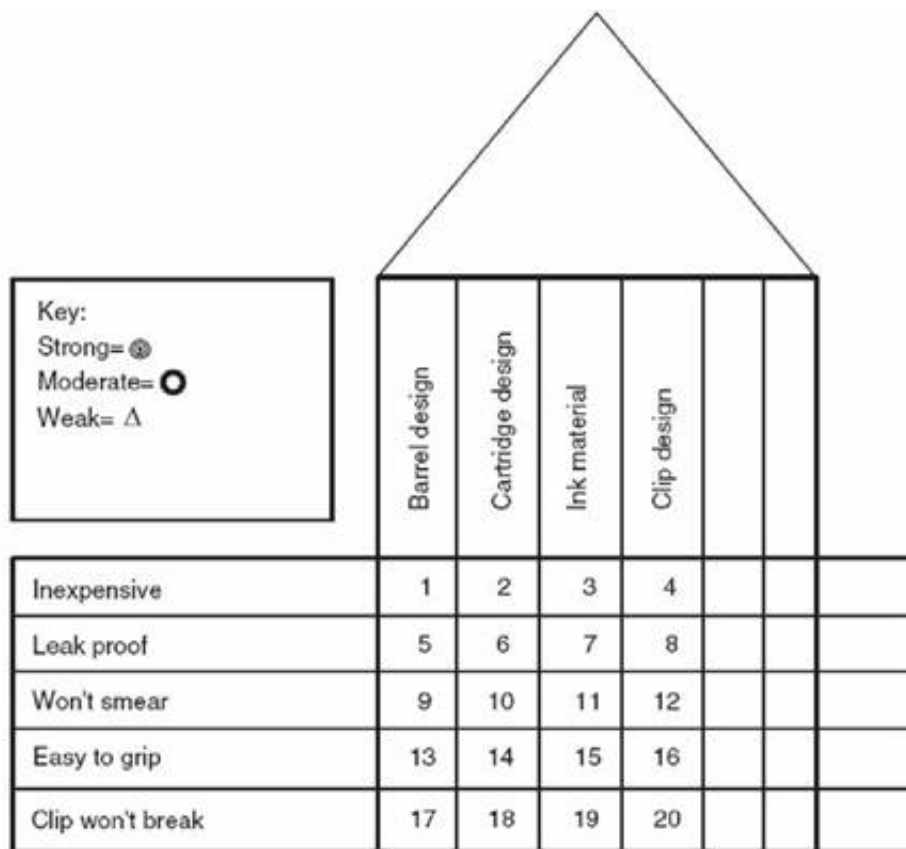 Key:
Strong= ◎
Moderate= O
Weak= Δ
Barrel design
Cartridge design
Ink material
Clip design
Inexpensive 1 2 3 4
Leak proof 5 6 7 8
Won't smear 9 10 11 12
Easy to grip 13 14 15 16
Clip won't break 17 18 19 20